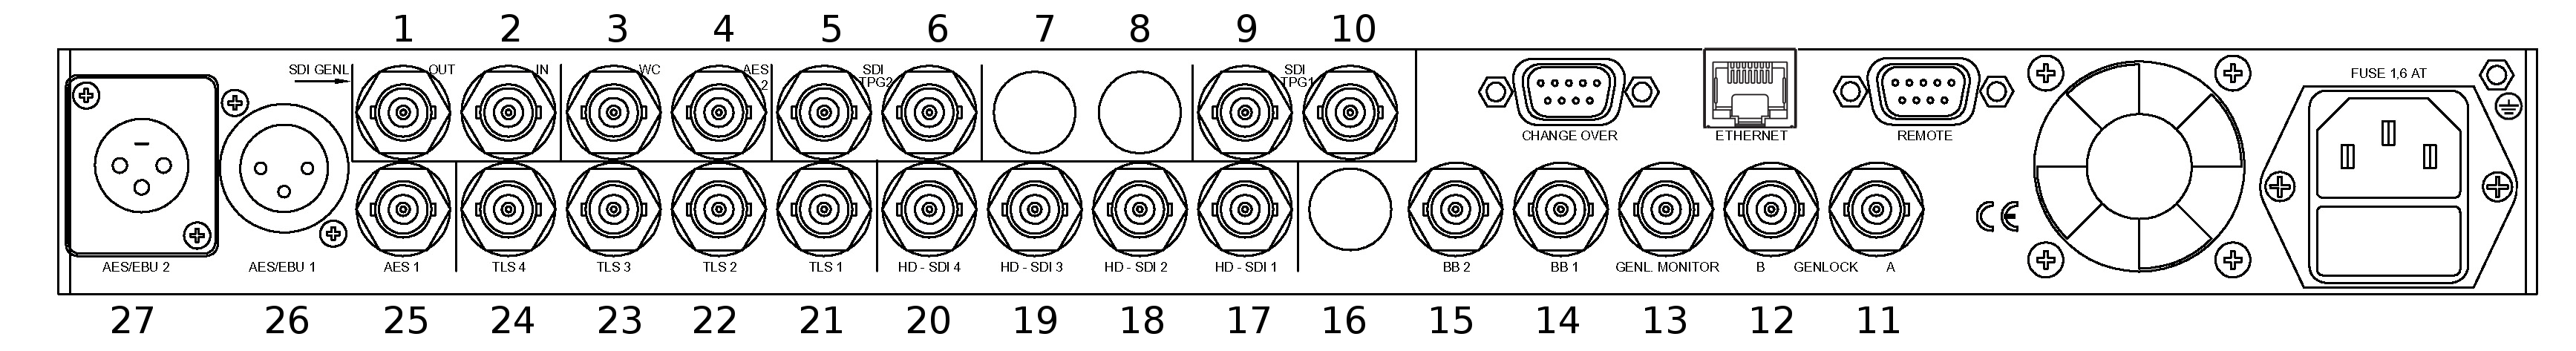 1 2 3 4 5 6 7 8 9 10
SDI GENL OUT IN WC AES SDI SDI
2 TPG2 TPG1
FUSE 1,6 AT
CHANGE OVER ETHERNET REMOTE
CE
AES/EBU 2 AES/EBU 1 AES 1 TLS 4 TLS 3 TLS 2 TLS 1 HD - SDI 4 HD - SDI 3 HD - SDI 2 HD - SDI 1 BB 2 BB 1 GENL. MONITOR B GENLOCK A
27 26 25 24 23 22 21 20 19 18 17 16 15 14 13 12 11